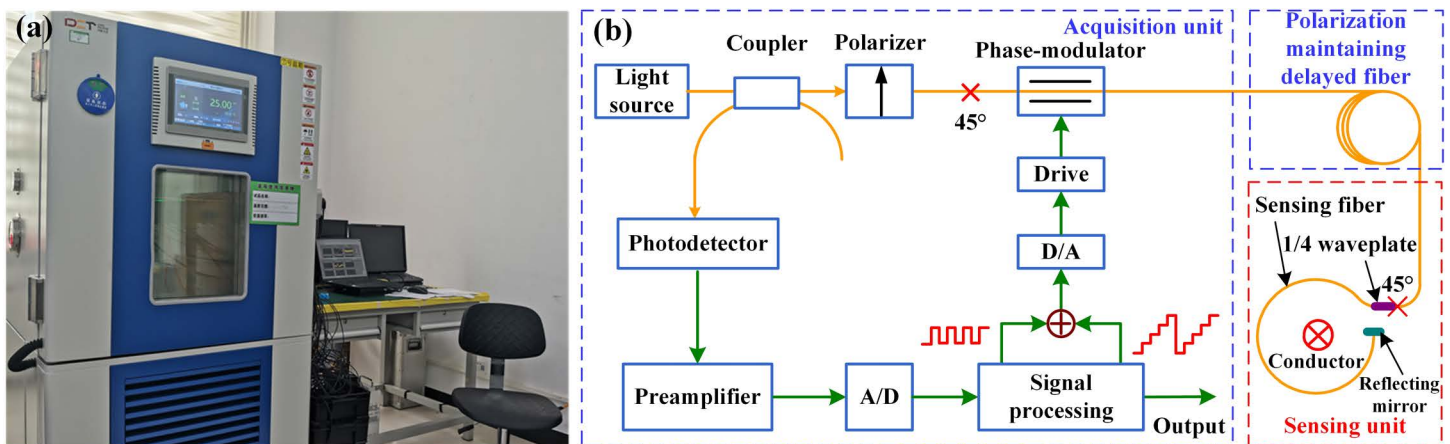 (a)
25.00
(b)
Acquisition unit
Coupler
Polarizer
Phase-modulator
Light
source
45°
Polarization
maintaining
delayed fiber
Drive
Photodetector
D/A
Sensing fiber
1/4 waveplate
45°
Conductor
Reflecting
mirror
Sensing unit
Preamplifier
A/D
Signal
processing
Output